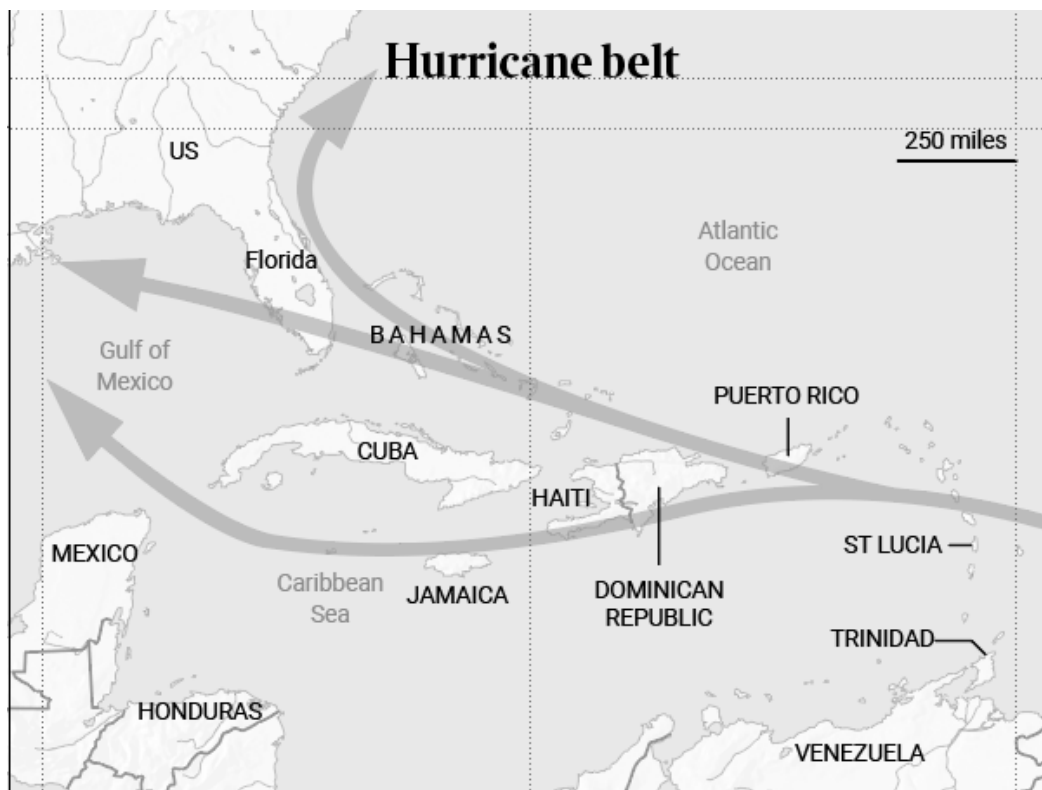 Hurricane belt
250 miles
US
Atlantic
Ocean
Florida
BAHAMAS
Gulf of
Mexico
PUERTO RICO
CUBA
HAITI
MEXICO
ST LUCIA
Caribbean
Sea
JAMAICA
DOMINICAN
REPUBLIC
TRINIDAD
HONDURAS
VENEZUELA